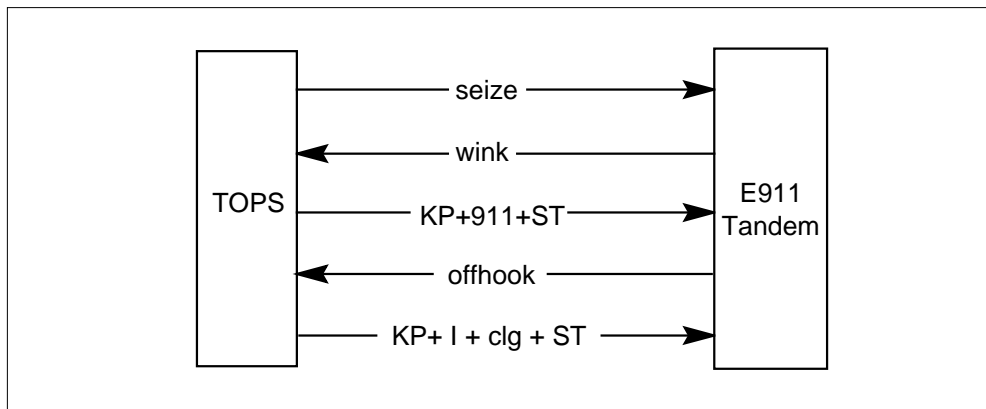 seize
wink
TOPS
E911
Tandem
KP+911+ST
offhook
KP+ I + clg + ST